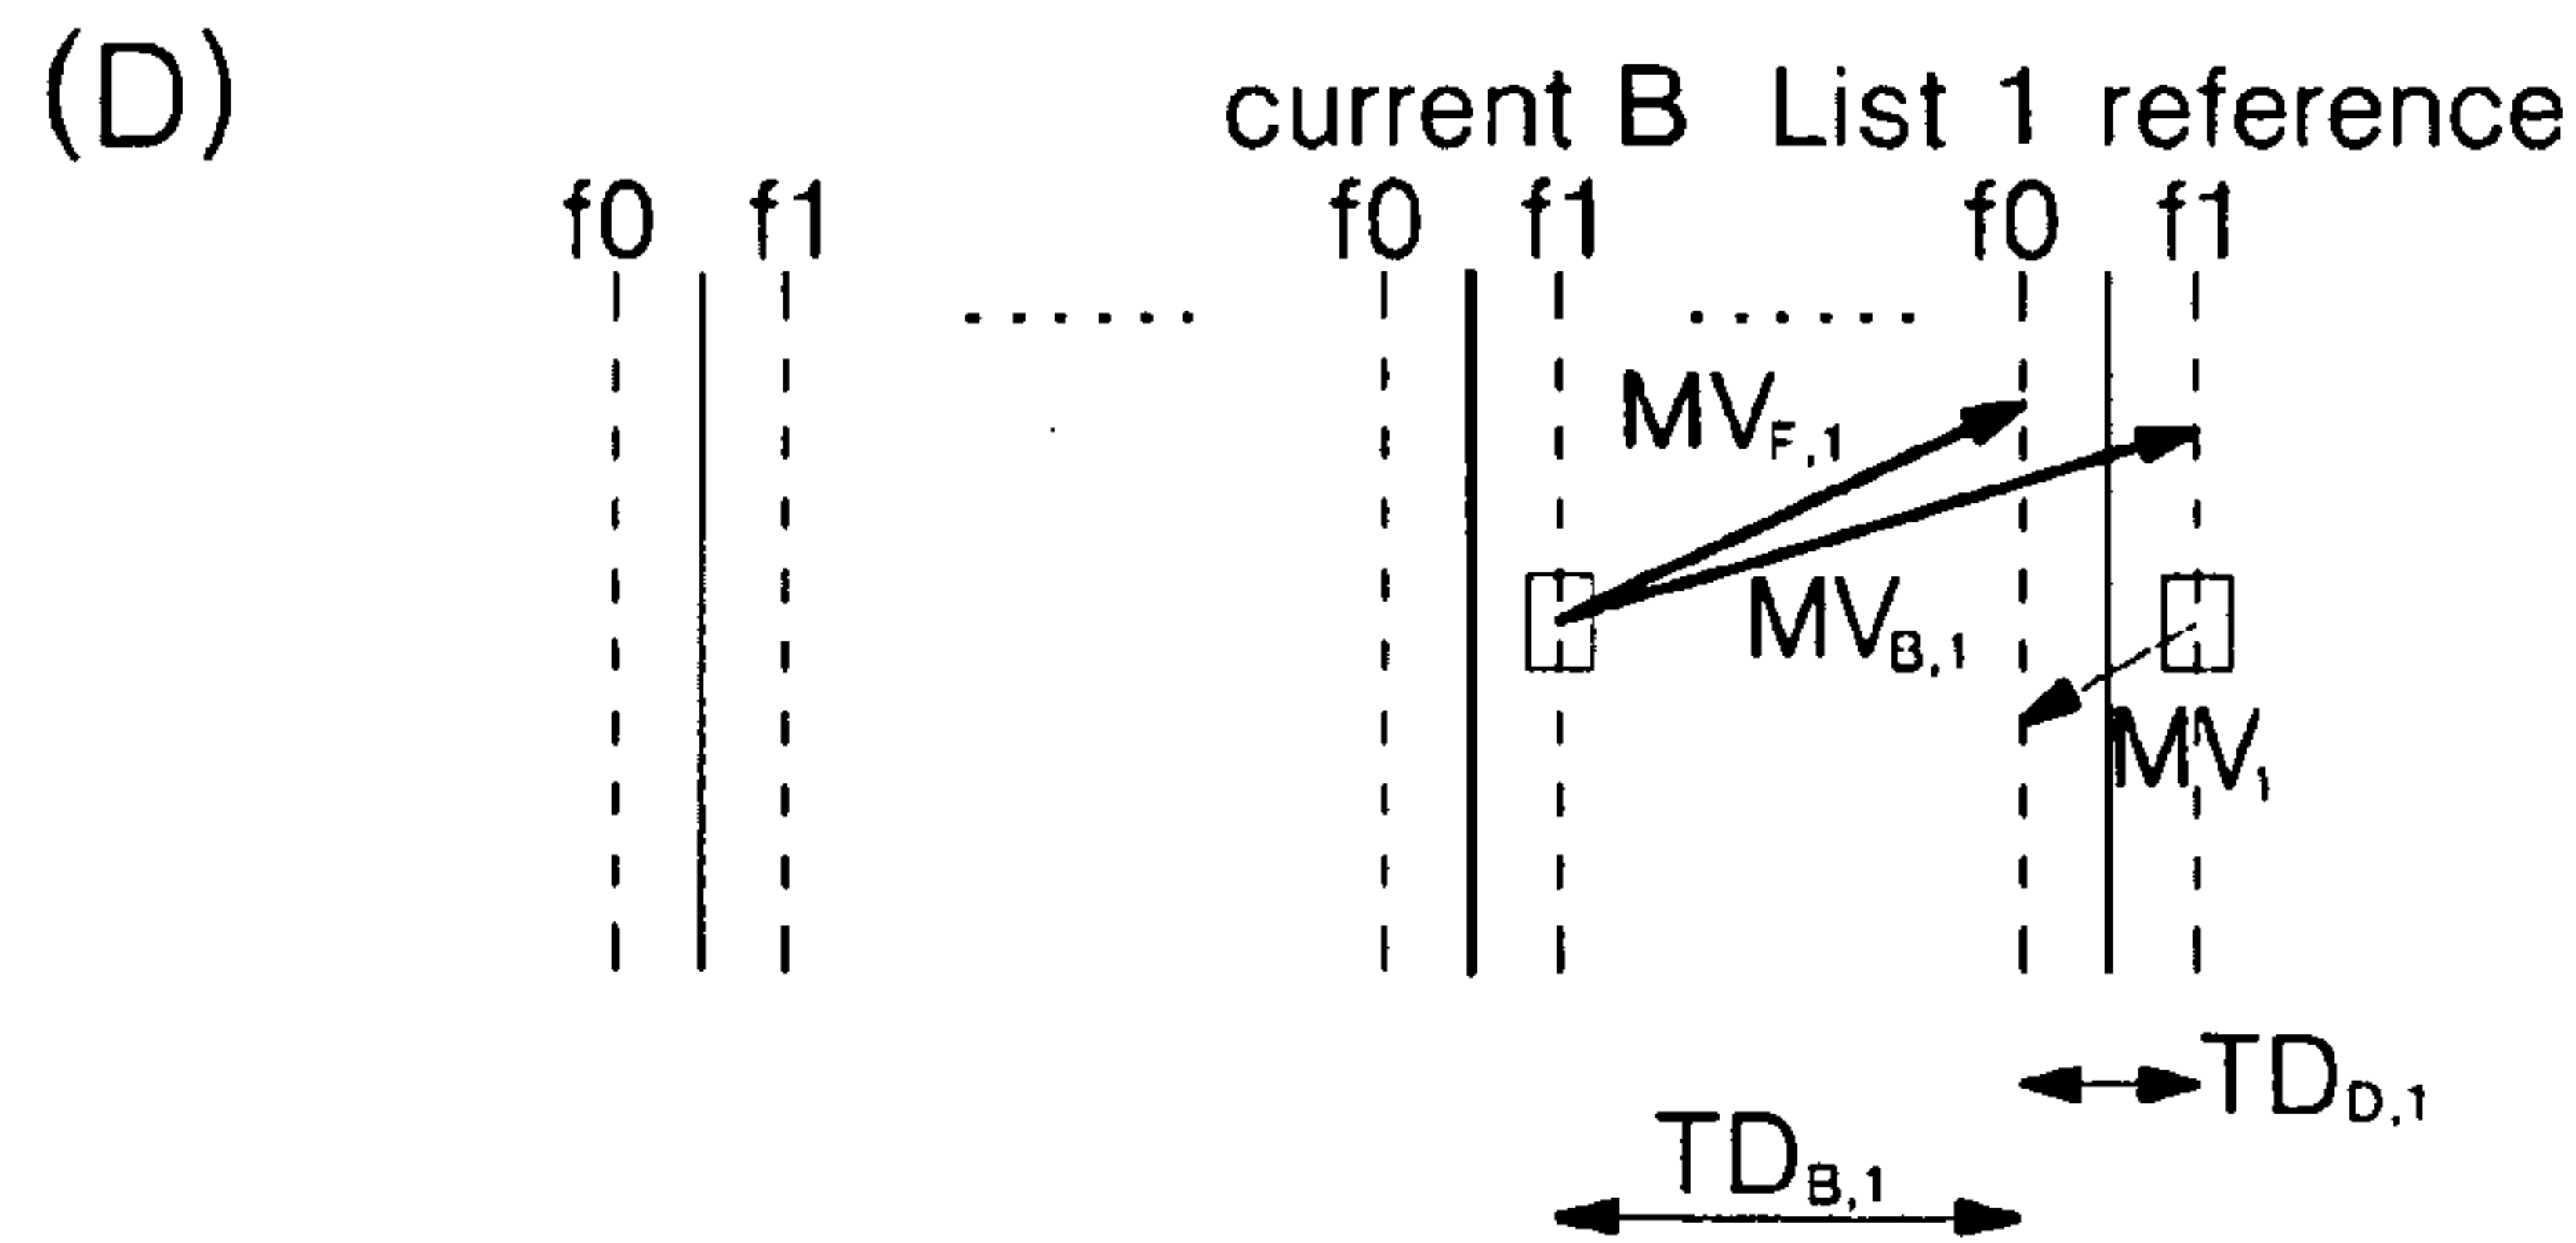 (D)
current B List 1 reference
f0 f1 f0 f1 f0 f1
......
......
MV_F,1
MV_B,1
MV_1
TD_D,1
TD_B,1